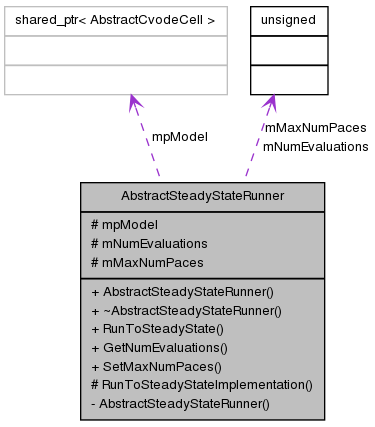 shared_ptr< AbstractCvodeCell >
unsigned
mpModel
mMaxNumPaces
mNumEvaluations
AbstractSteadyStateRunner
# mpModel
# mNumEvaluations
# mMaxNumPaces
+ AbstractSteadyStateRunner()
+ ~AbstractSteadyStateRunner()
+ RunToSteadyState()
+ GetNumEvaluations()
+ SetMaxNumPaces()
# RunToSteadyStateImplementation()
- AbstractSteadyStateRunner()